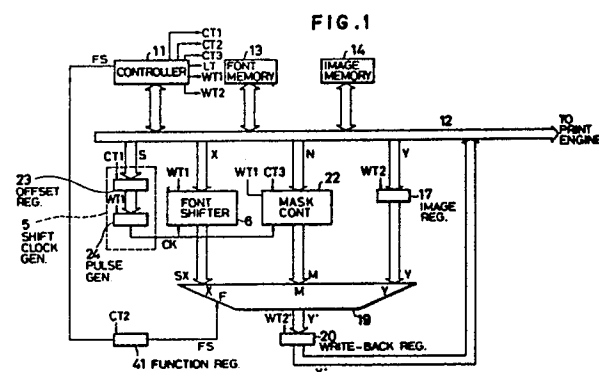 FIG.1
CT1
CT2
CT3
LT
WT1
WT2
FS
11
CONTROLLER
13
FONT MEMORY
14
IMAGE MEMORY
12
TO PRINT ENGINE
CT1
S
X
N
Y
23
OFFSET REG.
WT1
5
SHIFT CLOCK GEN.
24
PULSE GEN
WT1
FONT SHIFTER
6
WT1
CT3
22
MASK CONT
WT2
17
IMAGE REG.
CK
SX
M
Y
X
F
M
Y
19
CT2
FS
41 FUNCTION REG.
WT2
Y'
20
WRITE-BACK REG.